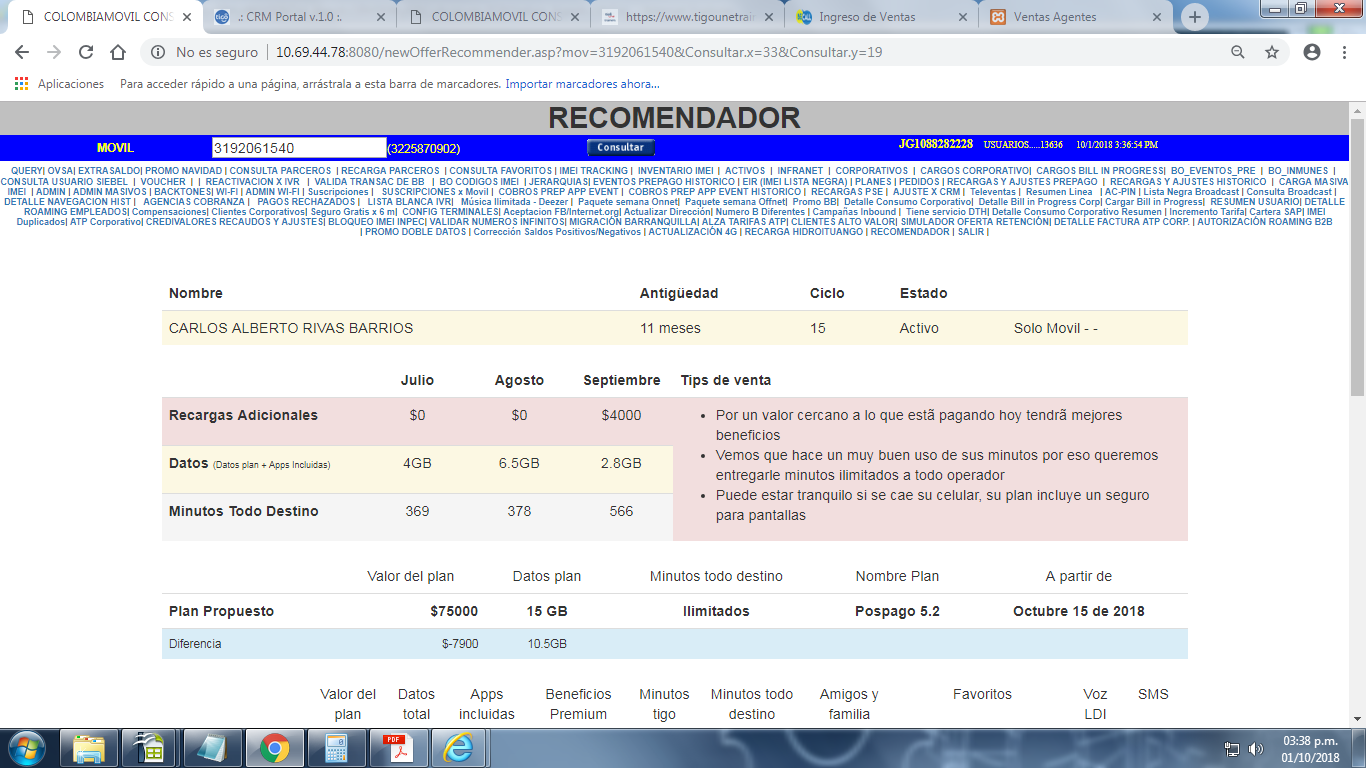 COLOMBIAMOVIL CONS
.: CRM Portal v.1.0 :.
COLOMBIAMOVIL CONS
https://www.tigounetrain
Ingreso de Ventas
Ventas Agentes
No es seguro | 10.69.44.78:8080/newOfferRecommender.asp?mov=3192061540&Consultar.x=33&Consultar.y=19
Aplicaciones Para acceder rápido a una página, arrástrala a esta barra de marcadores. Importar marcadores ahora...
RECOMENDADOR
MOVIL 3192061540 (3225870902) Consultar JG1088282228 USUARIOS.....13636 10/1/2018 3:36:54 PM
QUERY| OVSA| EXTRASALDO| PROMO NAVIDAD | CONSULTA PARCEROS | RECARGA PARCEROS | CONSULTA FAVORITOS | IMEI TRACKING | INVENTARIO IMEI | ACTIVOS | INFRANET | CORPORATIVOS | CARGOS CORPORATIVO| CARGOS BILL IN PROGRESS| BO_EVENTOS_PRE | BO_INMUNES |
CONSULTA USUARIO SIEBEL | VOUCHER | | REACTIVACION X IVR | VALIDA TRANSAC DE BB | BO CODIGOS IMEI | JERARQUIAS| EVENTOS PREPAGO HISTORICO | EIR (IMEI LISTA NEGRA) | PLANES | PEDIDOS | RECARGAS Y AJUSTES PREPAGO | RECARGAS Y AJUSTES HISTORICO | CARGA MASIVA
IMEI | ADMIN | ADMIN MASIVOS | BACKTONES| WI-FI | ADMIN WI-FI | Suscripciones | SUSCRIPCIONES x Movil | COBROS PREP APP EVENT | COBROS PREP APP EVENT HISTORICO | RECARGAS PSE | AJUSTE X CRM | Televentas | Resumen Linea | AC-PIN | Lista Negra Broadcast | Consulta Broadcast |
DETALLE NAVEGACION HIST | AGENCIAS COBRANZA | PAGOS RECHAZADOS | LISTA BLANCA IVR| Música Ilimitada - Deezer | Paquete semana Onnet| Paquete semana Offnet| Promo BB| Detalle Consumo Corporativo| Detalle Bill in Progress Corp| Cargar Bill in Progress| RESUMEN USUARIO| DETALLE
ROAMING EMPLEADOS| Compensaciones| Clientes Corporativos| Seguro Gratis x 6 m| CONFIG TERMINALES| Aceptacion FB/Internet.org| Actualizar Dirección| Numero B Diferentes | Campañas Inbound | Tiene servicio DTH| Detalle Consumo Corporativo Resumen | Incremento Tarifa| Cartera SAP| IMEI
Duplicados| ATP Corporativo| CREDIVALORES RECAUDOS Y AJUSTES| BLOQUEO IMEI INPEC| VALIDAR NUMEROS INFINITOS| MIGRACIÓN BARRANQUILLA| ALZA TARIFAS ATP| CLIENTES ALTO VALOR| SIMULADOR OFERTA RETENCIÓN| DETALLE FACTURA ATP CORP. | AUTORIZACIÓN ROAMING B2B
| PROMO DOBLE DATOS | Corrección Saldos Positivos/Negativos | ACTUALIZACIÓN 4G | RECARGA HIDROITUANGO | RECOMENDADOR | SALIR |
Nombre Antigüedad Ciclo Estado
CARLOS ALBERTO RIVAS BARRIOS 11 meses 15 Activo Solo Movil - -
Julio Agosto Septiembre Tips de venta
Recargas Adicionales $0 $0 $4000
Datos (Datos plan + Apps Incluidas) 4GB 6.5GB 2.8GB
Minutos Todo Destino 369 378 566
• Por un valor cercano a lo que estã pagando hoy tendrã mejores
beneficios
• Vemos que hace un muy buen uso de sus minutos por eso queremos
entregarle minutos ilimitados a todo operador
• Puede estar tranquilo si se cae su celular, su plan incluye un seguro
para pantallas
Valor del plan Datos plan Minutos todo destino Nombre Plan A partir de
Plan Propuesto $75000 15 GB Ilimitados Pospago 5.2 Octubre 15 de 2018
Diferencia $-7900 10.5GB
Valor del Datos Apps Beneficios Minutos Minutos todo Amigos y Favoritos Voz SMS
plan total incluidas Premium tigo destino familia LDI
PDF
03:38 p.m.
01/10/2018